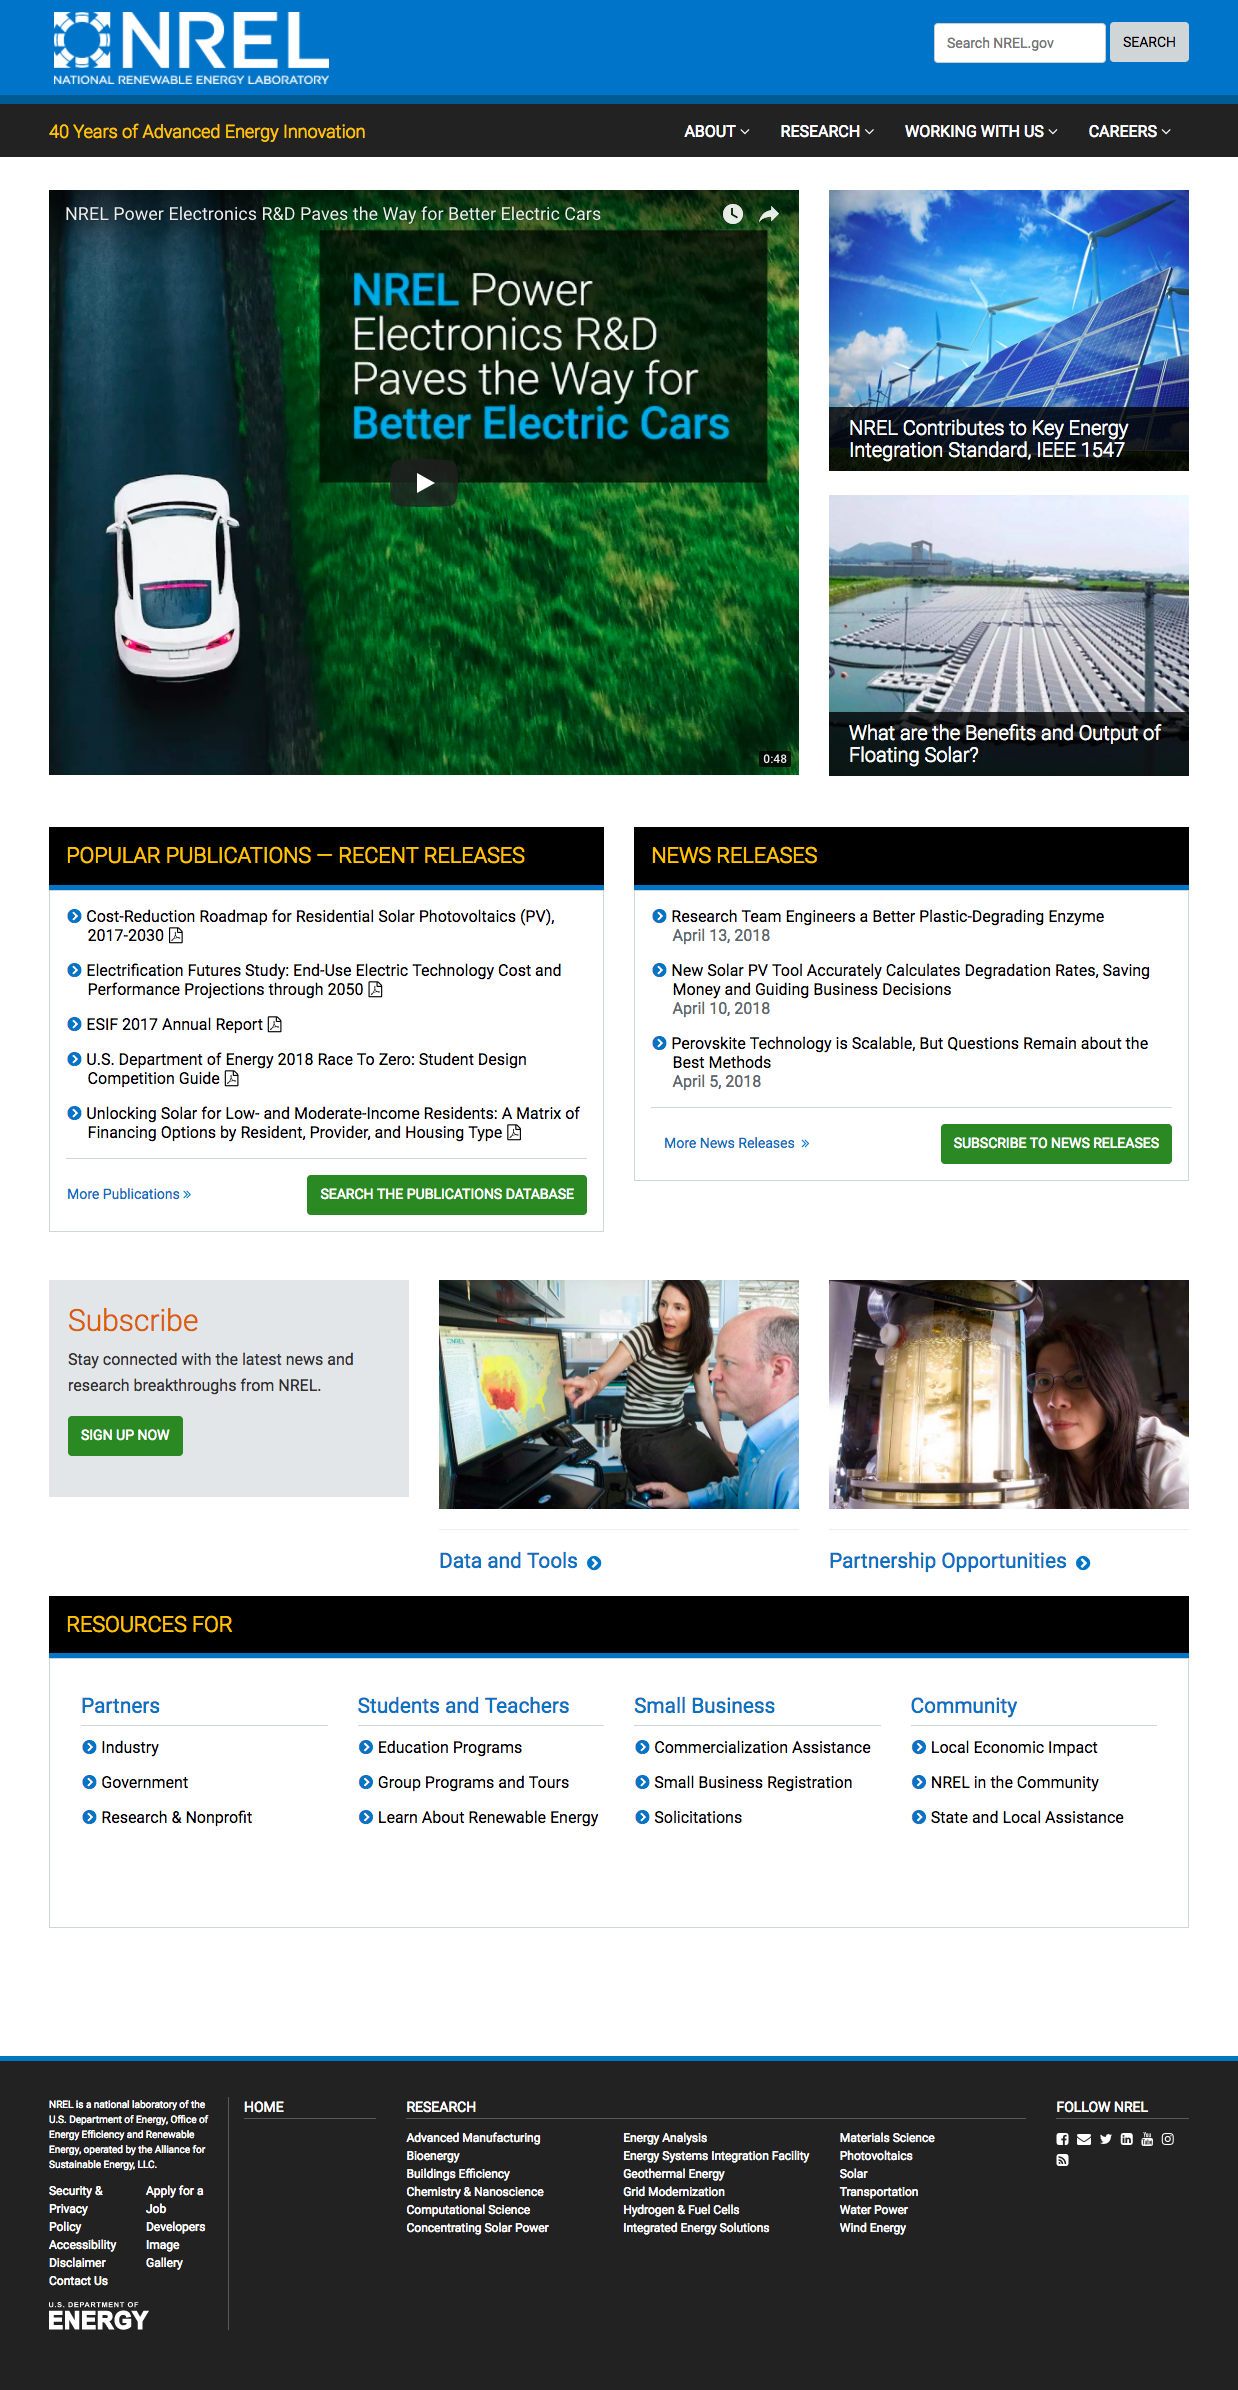 NREL
NATIONAL RENEWABLE ENERGY LABORATORY
Search NREL.gov
SEARCH
40 Years of Advanced Energy Innovation
ABOUT
RESEARCH
WORKING WITH US
CAREERS
NREL Power Electronics R&D Paves the Way for Better Electric Cars
NREL Power
Electronics R&D
Paves the Way for
Better Electric Cars
0:48
NREL Contributes to Key Energy
Integration Standard, IEEE 1547
What are the Benefits and Output of
Floating Solar?
POPULAR PUBLICATIONS — RECENT RELEASES
Cost-Reduction Roadmap for Residential Solar Photovoltaics (PV),
2017-2030
Electrification Futures Study: End-Use Electric Technology Cost and
Performance Projections through 2050
ESIF 2017 Annual Report
U.S. Department of Energy 2018 Race To Zero: Student Design
Competition Guide
Unlocking Solar for Low- and Moderate-Income Residents: A Matrix of
Financing Options by Resident, Provider, and Housing Type
More Publications »
SEARCH THE PUBLICATIONS DATABASE
NEWS RELEASES
Research Team Engineers a Better Plastic-Degrading Enzyme
April 13, 2018
New Solar PV Tool Accurately Calculates Degradation Rates, Saving
Money and Guiding Business Decisions
April 10, 2018
Perovskite Technology is Scalable, But Questions Remain about the
Best Methods
April 5, 2018
More News Releases »
SUBSCRIBE TO NEWS RELEASES
Subscribe
Stay connected with the latest news and
research breakthroughs from NREL.
SIGN UP NOW
NREL
Data and Tools
Partnership Opportunities
RESOURCES FOR
Partners
Industry
Government
Research & Nonprofit
Students and Teachers
Education Programs
Group Programs and Tours
Learn About Renewable Energy
Small Business
Commercialization Assistance
Small Business Registration
Solicitations
Community
Local Economic Impact
NREL in the Community
State and Local Assistance
NREL is a national laboratory of the
U.S. Department of Energy, Office of
Energy Efficiency and Renewable
Energy, operated by the Alliance for
Sustainable Energy, LLC.
Security &
Privacy
Policy
Accessibility
Disclaimer
Contact Us
Apply for a
Job
Developers
Image
Gallery
U.S. DEPARTMENT OF
ENERGY
HOME
RESEARCH
Advanced Manufacturing
Bioenergy
Buildings Efficiency
Chemistry & Nanoscience
Computational Science
Concentrating Solar Power
Energy Analysis
Energy Systems Integration Facility
Geothermal Energy
Grid Modernization
Hydrogen & Fuel Cells
Integrated Energy Solutions
Materials Science
Photovoltaics
Solar
Transportation
Water Power
Wind Energy
FOLLOW NREL